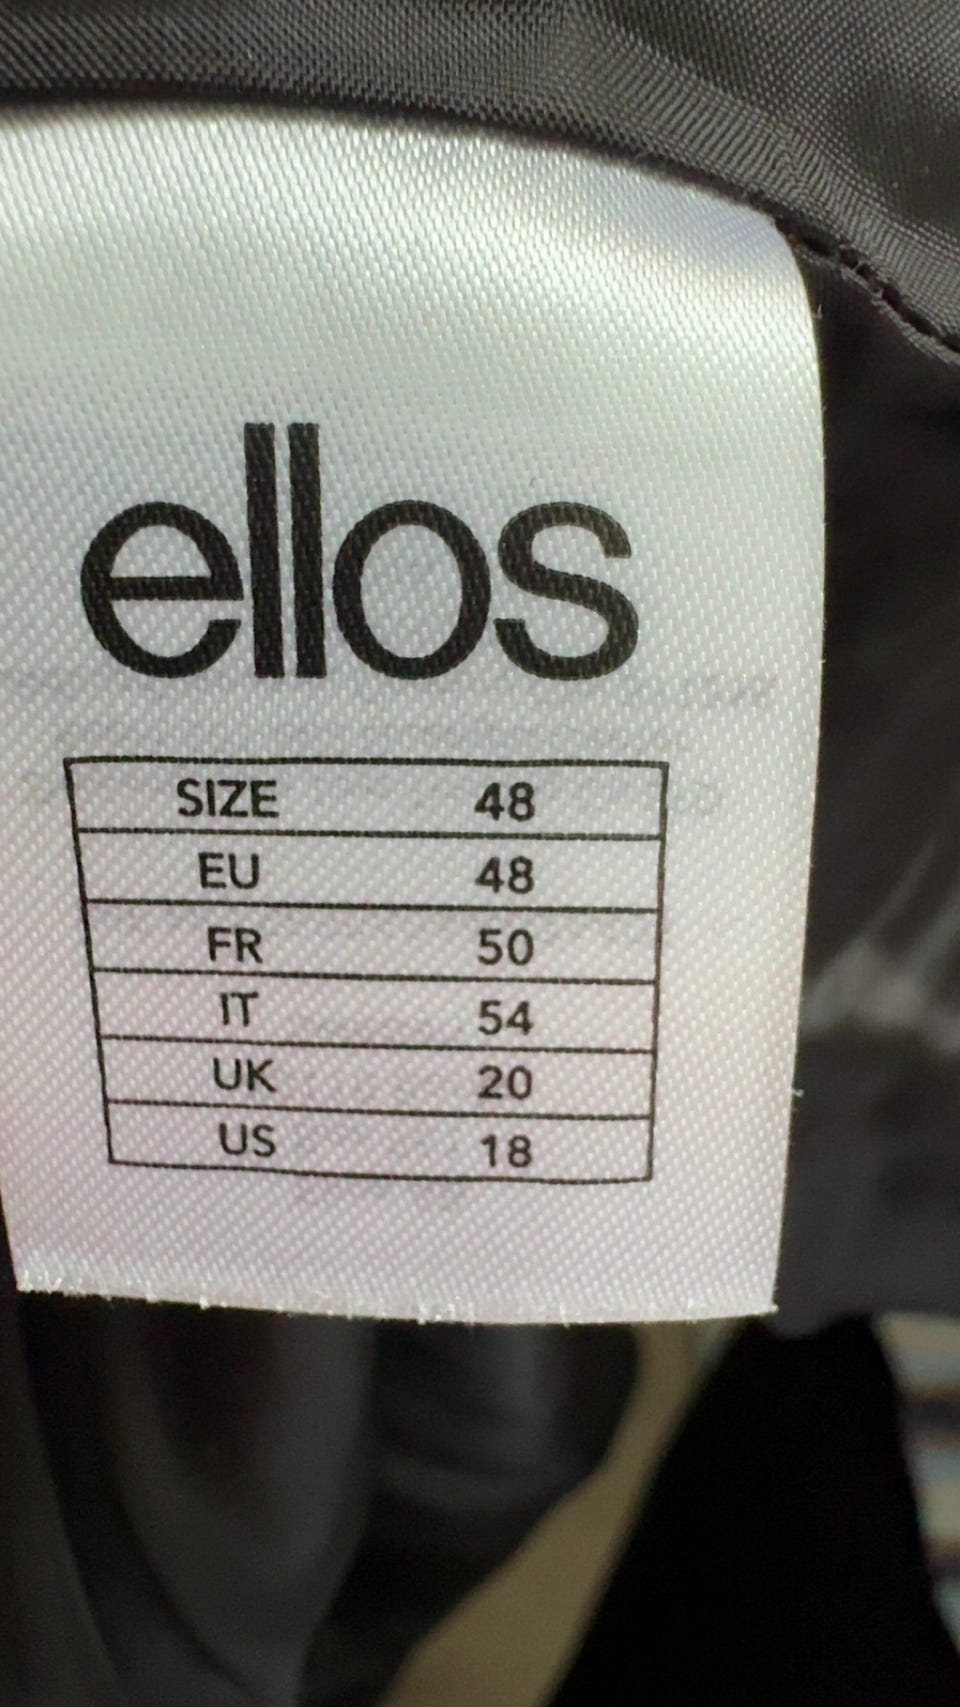 ellos
SIZE 48
EU 48
FR 50
IT 54
UK 20
US 18